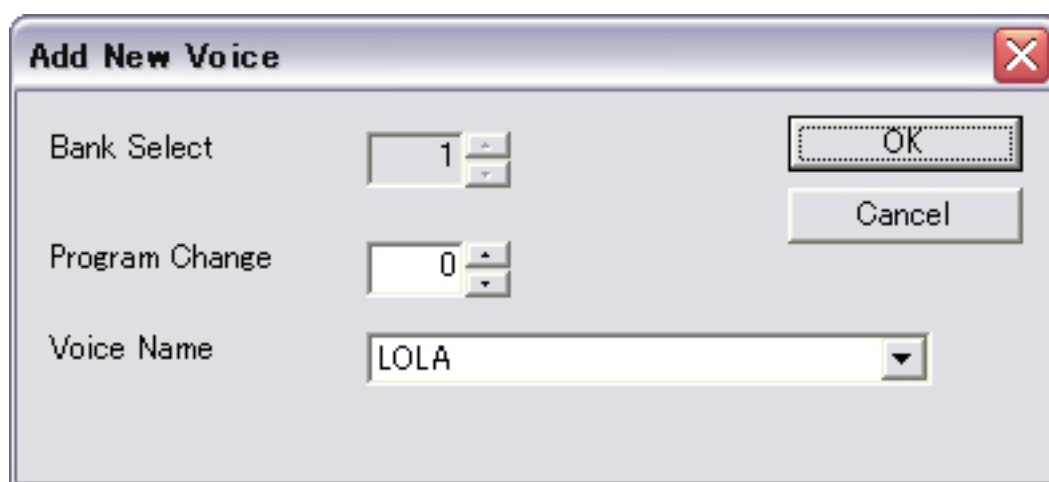 Add New Voice
Bank Select 1 OK
Cancel
Program Change 0
Voice Name LOLA